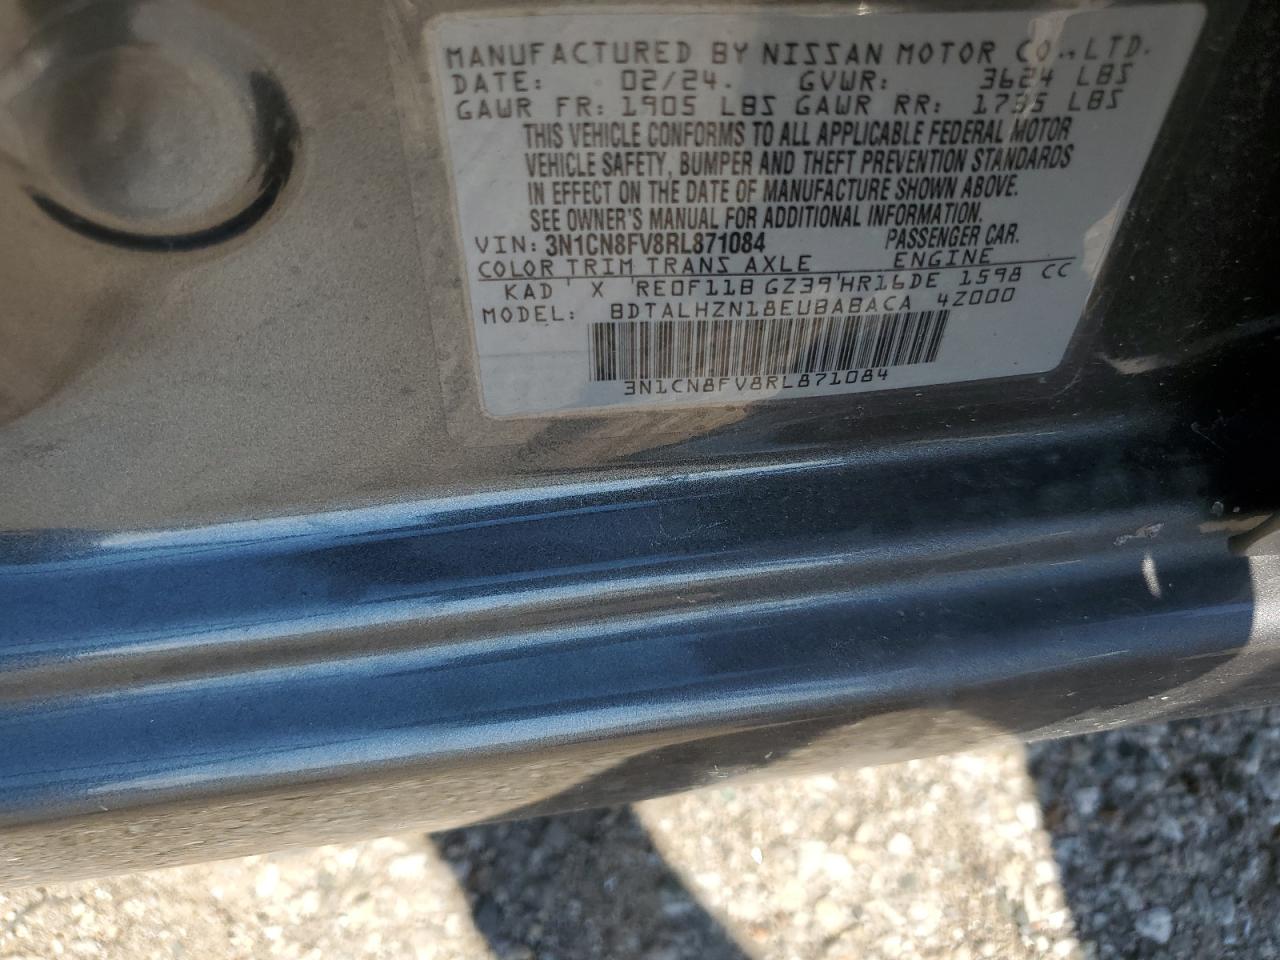 MANUFACTURED BY NISSAN MOTOR CO., LTD.
DATE: 02/24. GVWR: 3624 LBS
GAWR FR: 1905 LBS GAWR RR: 1735 LBS
THIS VEHICLE CONFORMS TO ALL APPLICABLE FEDERAL MOTOR
VEHICLE SAFETY, BUMPER AND THEFT PREVENTION STANDARDS
IN EFFECT ON THE DATE OF MANUFACTURE SHOWN ABOVE.
SEE OWNER'S MANUAL FOR ADDITIONAL INFORMATION.
VIN: 3N1CN8FV8RL871084 PASSENGER CAR.
COLOR TRIM TRANS AXLE ENGINE
KAD X RE0F11B GZ39 HR16DE 1598 CC
MODEL: BDTALHZN18EUBABACA 4Z000
3N1CN8FV8RL871084